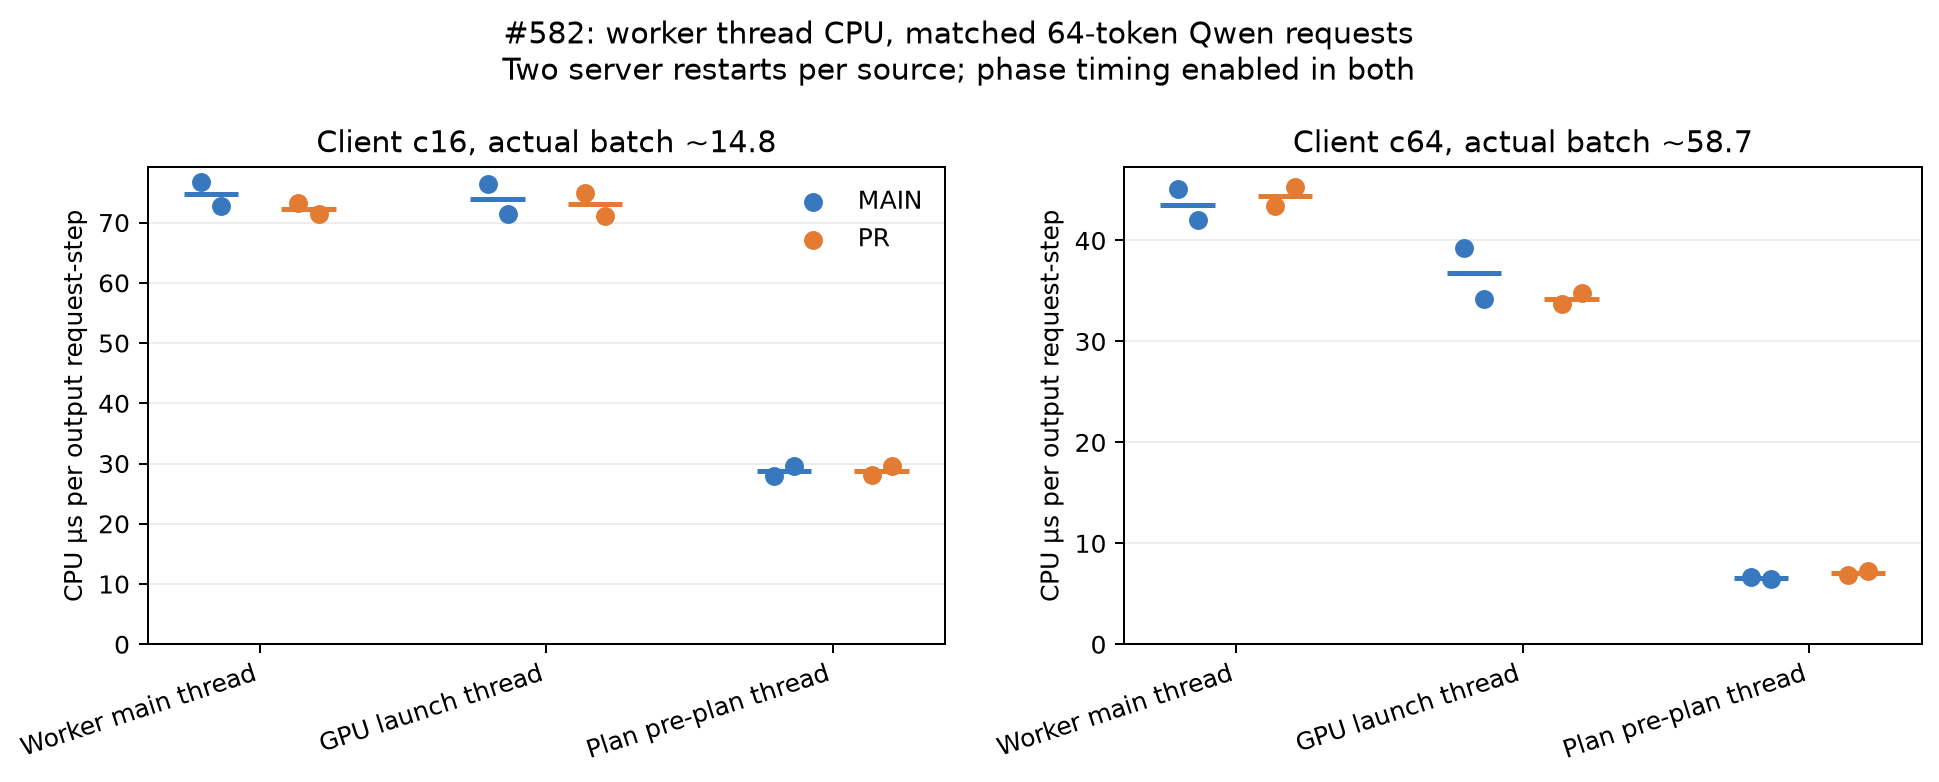 #582: worker thread CPU, matched 64-token Qwen requests
Two server restarts per source; phase timing enabled in both
Client c16, actual batch ~14.8
CPU µs per output request-step
70
60
50
40
30
20
10
0
MAIN
PR
Worker main thread
GPU launch thread
Plan pre-plan thread
Client c64, actual batch ~58.7
CPU µs per output request-step
40
30
20
10
0
Worker main thread
GPU launch thread
Plan pre-plan thread